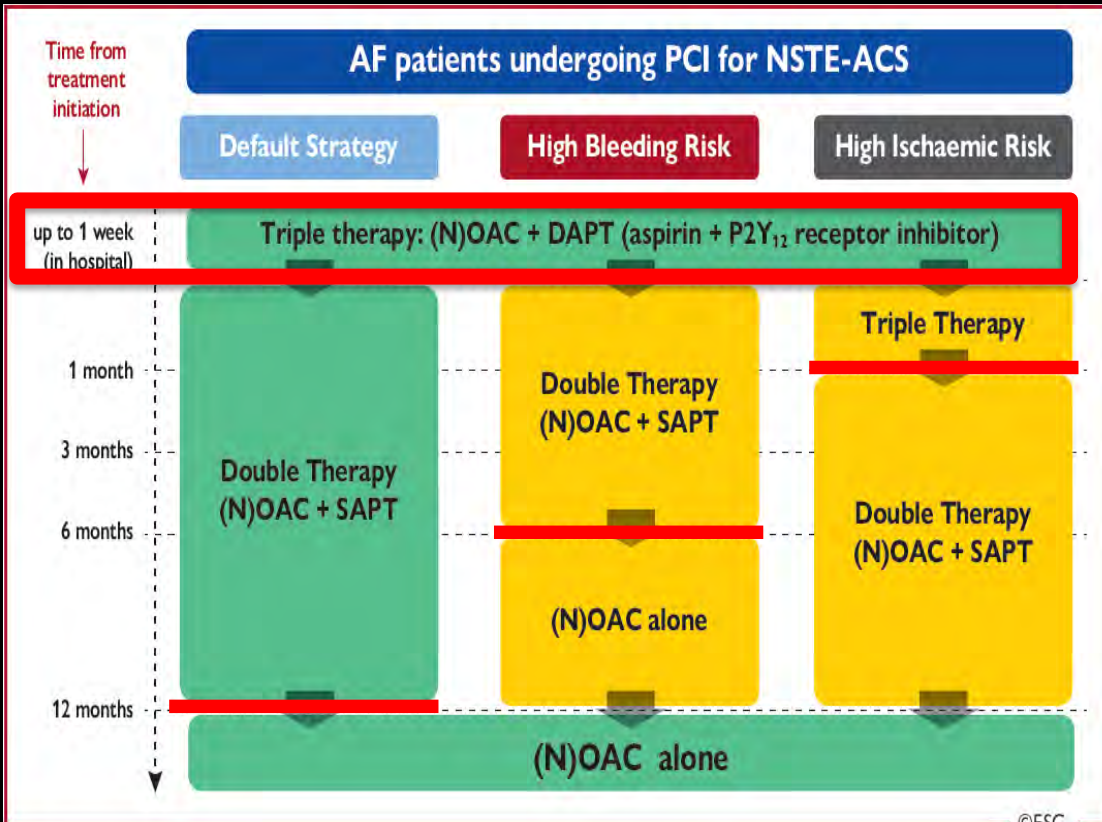 Time from
treatment
initiation
AF patients undergoing PCI for NSTE-ACS
Default Strategy
High Bleeding Risk
High Ischaemic Risk
up to 1 week
(in hospital)
Triple therapy: (N)OAC + DAPT (aspirin + P2Y₁₂ receptor inhibitor)
Triple Therapy
1 month
Double Therapy
(N)OAC + SAPT
3 months
Double Therapy
(N)OAC + SAPT
6 months
Double Therapy
(N)OAC + SAPT
(N)OAC alone
12 months
(N)OAC alone
©ESC